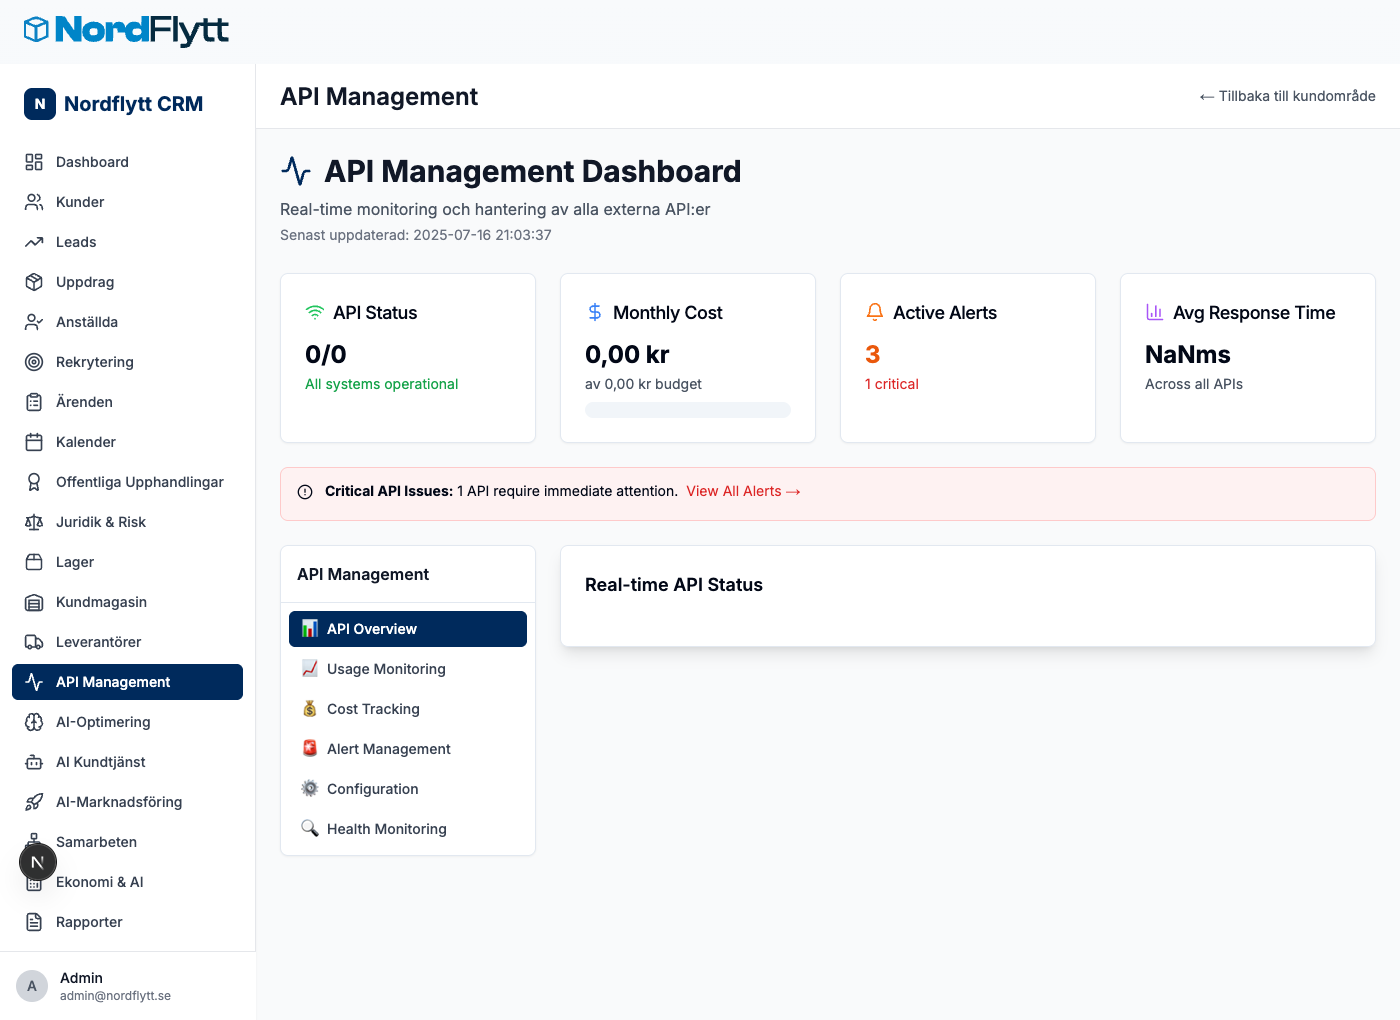 NordFlytt
N Nordflytt CRM
Dashboard
Kunder
Leads
Uppdrag
Anställda
Rekrytering
Ärenden
Kalender
Offentliga Upphandlingar
Juridik & Risk
Lager
Kundmagasin
Leverantörer
API Management
AI-Optimering
AI Kundtjänst
AI-Marknadsföring
Samarbeten
N
Ekonomi & AI
Rapporter
A
Admin
admin@nordflytt.se
API Management
← Tillbaka till kundområde
API Management Dashboard
Real-time monitoring och hantering av alla externa API:er
Senast uppdaterad: 2025-07-16 21:03:37
API Status
0/0
All systems operational
Monthly Cost
0,00 kr
av 0,00 kr budget
Active Alerts
3
1 critical
Avg Response Time
NaNms
Across all APIs
Critical API Issues: 1 API require immediate attention. View All Alerts →
API Management
API Overview
Usage Monitoring
Cost Tracking
Alert Management
Configuration
Health Monitoring
Real-time API Status